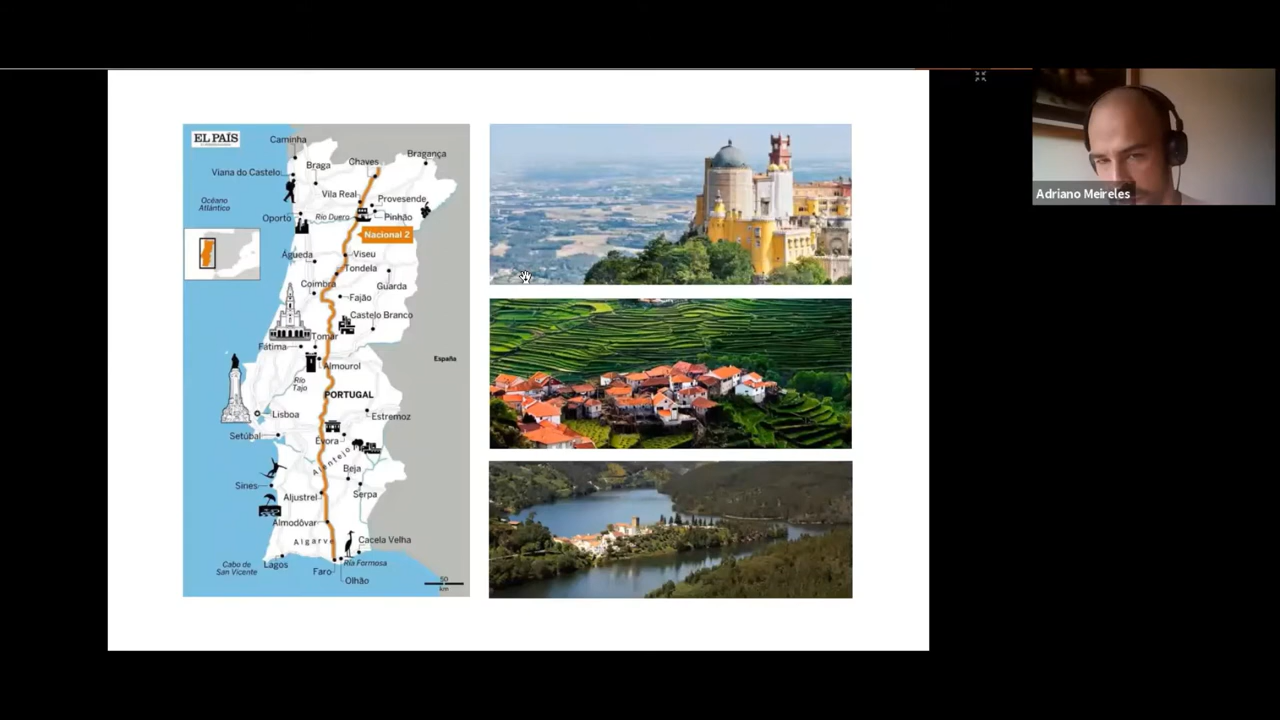 EL PAÍS
Caminha
Bragança
Chaves
Braga
Viana do Castelo
Vila Real
Provesende
Océano
Atlántico
Oporto
Río Duero
Pinhão
Nacional 2
Águeda
Viseu
Tondela
Coimbra
Guarda
Fajão
Castelo Branco
Tomar
Fátima
España
Almourol
Río
Tajo
PORTUGAL
Lisboa
Estremoz
Setúbal
Évora
Alentejo
Beja
Sines
Serpa
Aljustrel
Almodôvar
Algarve
Cacela Velha
Cabo de
San Vicente
Lagos
Ria Formosa
Faro
Olhão
50
km
Adriano Meireles